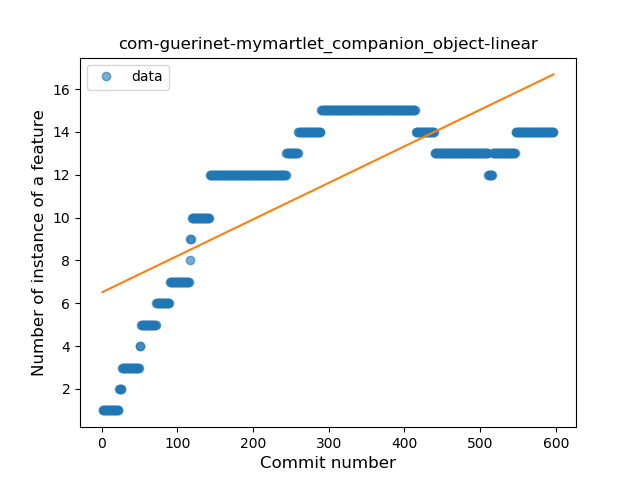 com-guerinet-mymartlet_companion_object-linear
data
Number of instance of a feature
16
14
12
10
8
6
4
2
0 100 200 300 400 500 600
Commit number